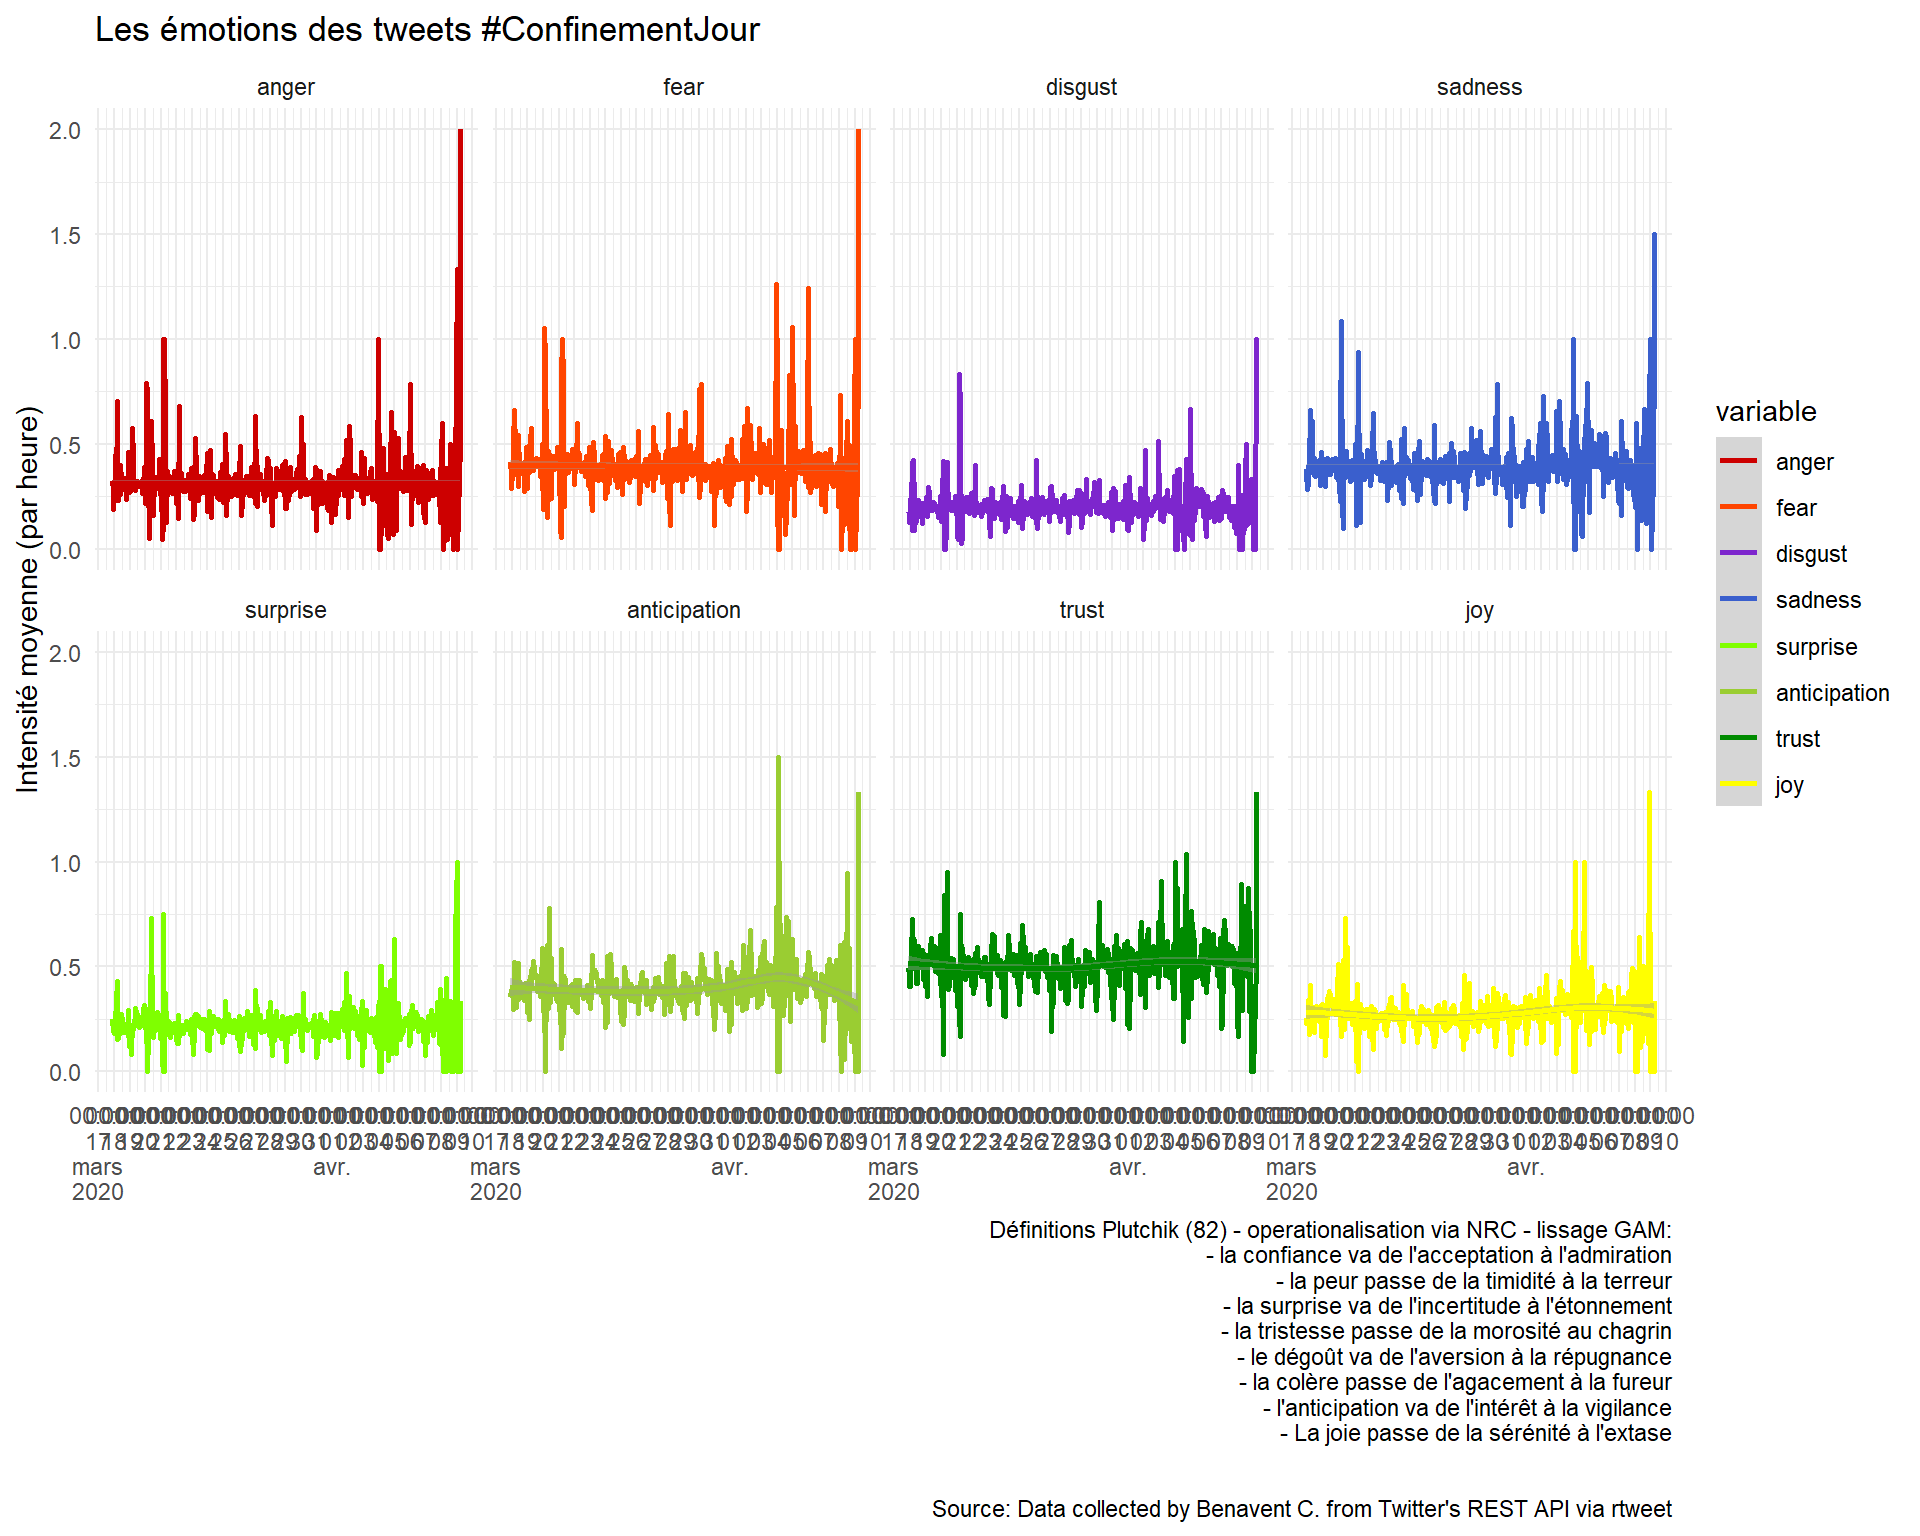 Les émotions des tweets #ConfinementJour
anger
fear
disgust
sadness
2.0
1.5
1.0
0.5
0.0
Intensité moyenne (par heure)
surprise
anticipation
trust
joy
2.0
1.5
1.0
0.5
0.0
mars
avr.
mars
avr.
mars
avr.
mars
avr.
2020
2020
2020
2020
variable
anger
fear
disgust
sadness
surprise
anticipation
trust
joy
Définitions Plutchik (82) - operationalisation via NRC - lissage GAM:
- la confiance va de l'acceptation à l'admiration
- la peur passe de la timidité à la terreur
- la surprise va de l'incertitude à l'étonnement
- la tristesse passe de la morosité au chagrin
- le dégoût va de l'aversion à la répugnance
- la colère passe de l'agacement à la fureur
- l'anticipation va de l'intérêt à la vigilance
- La joie passe de la sérénité à l'extase
Source: Data collected by Benavent C. from Twitter's REST API via rtweet